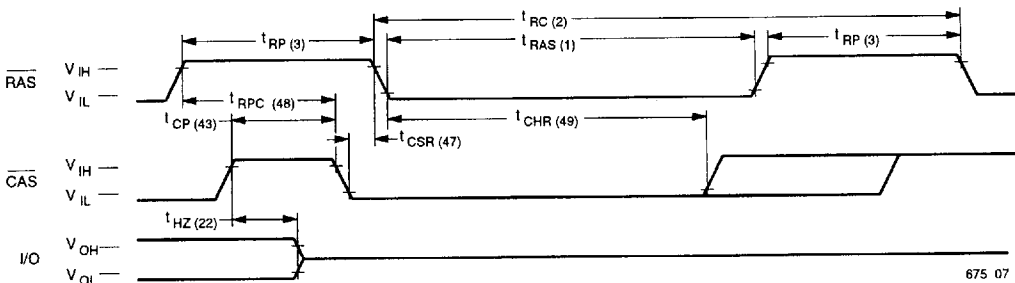 t RC (2)
t RP (3)
t RAS (1)
t RP (3)
RAS
V IH
V IL
t RPC (48)
t CP (43)
t CHR (49)
t CSR (47)
CAS
V IH
V IL
t HZ (22)
I/O
V OH
V OL
675 07